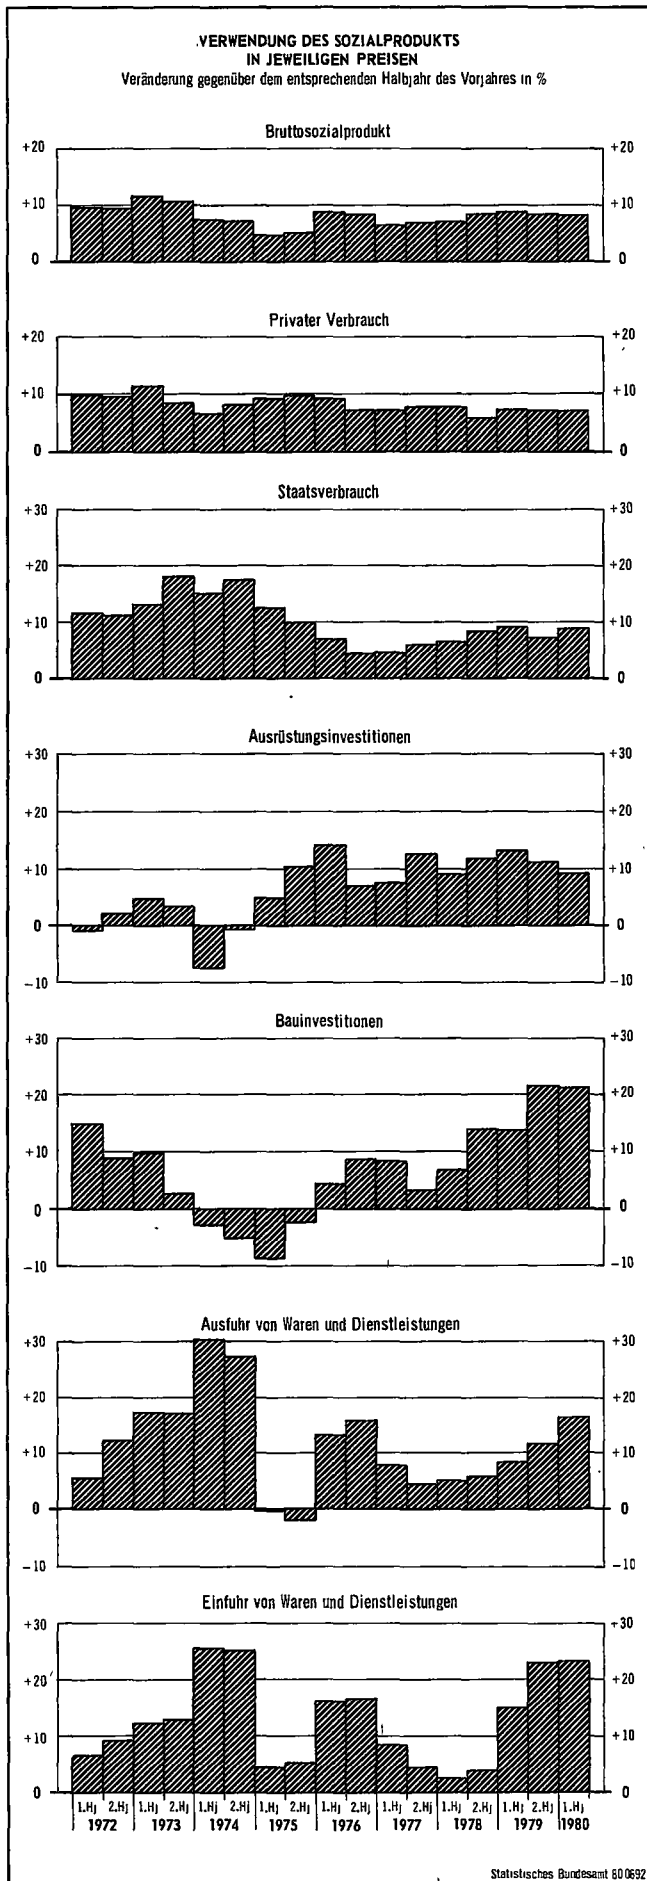 VERWENDUNG DES SOZIALPRODUKTS
IN JEWEILIGEN PREISEN
Veränderung gegenüber dem entsprechenden Halbjahr des Vorjahres in %
Bruttosozialprodukt
+20 +20
+10 +10
0 0
Privater Verbrauch
+20 +20
+10 +10
0 0
Staatsverbrauch
+30 +30
+20 +20
+10 +10
0 0
Ausrüstungsinvestitionen
+30 +30
+20 +20
+10 +10
0 0
−10 −10
Bauinvestitionen
+30 +30
+20 +20
+10 +10
0 0
−10 −10
Ausfuhr von Waren und Dienstleistungen
+30 +30
+20 +20
+10 +10
0 0
−10 −10
Einfuhr von Waren und Dienstleistungen
+30 +30
+20 +20
+10 +10
0 0
1.Hj 2.Hj 1.Hj 2.Hj 1.Hj 2.Hj 1.Hj 2.Hj 1.Hj 2.Hj 1.Hj 2.Hj 1.Hj 2.Hj 1.Hj 2.Hj 1.Hj
1972 1973 1974 1975 1976 1977 1978 1979 1980
Statistisches Bundesamt 80 0692